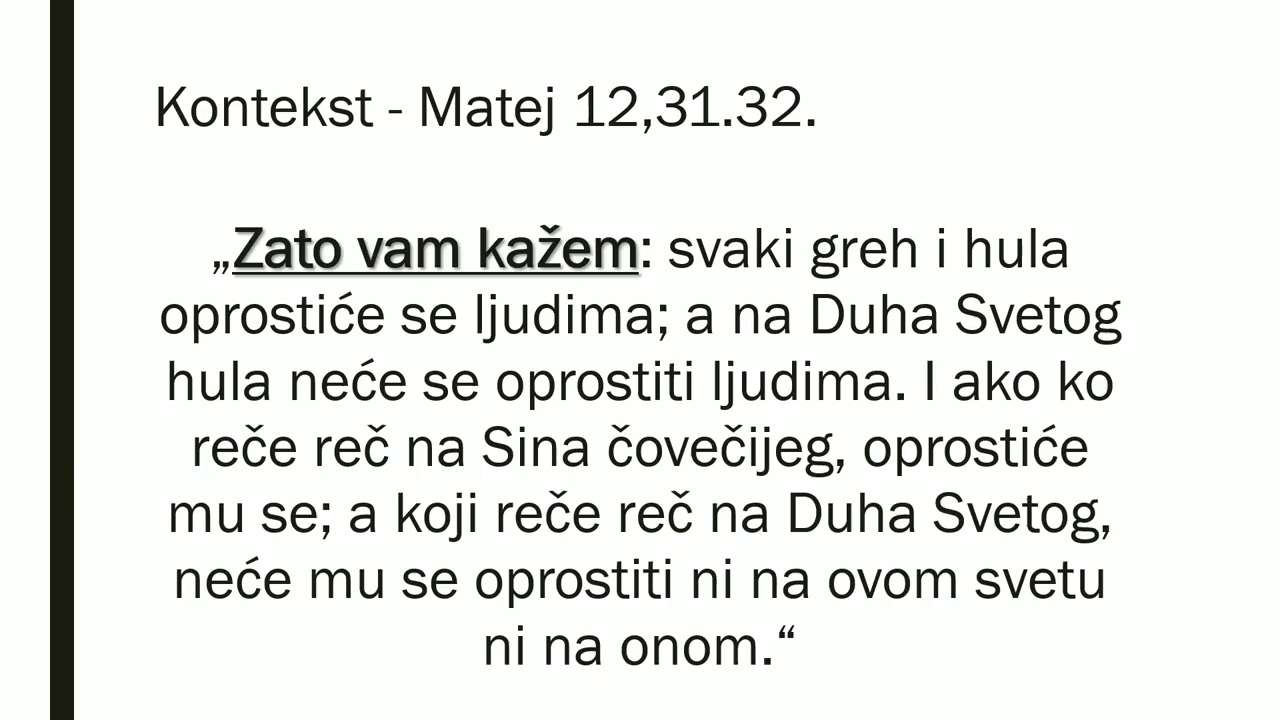 Kontekst - Matej 12,31.32.
„Zato vam kažem: svaki greh i hula
oprostiće se ljudima; a na Duha Svetog
hula neće se oprostiti ljudima. I ako ko
reče reč na Sina čovečijeg, oprostiće
mu se; a koji reče reč na Duha Svetog,
neće mu se oprostiti ni na ovom svetu
ni na onom.“